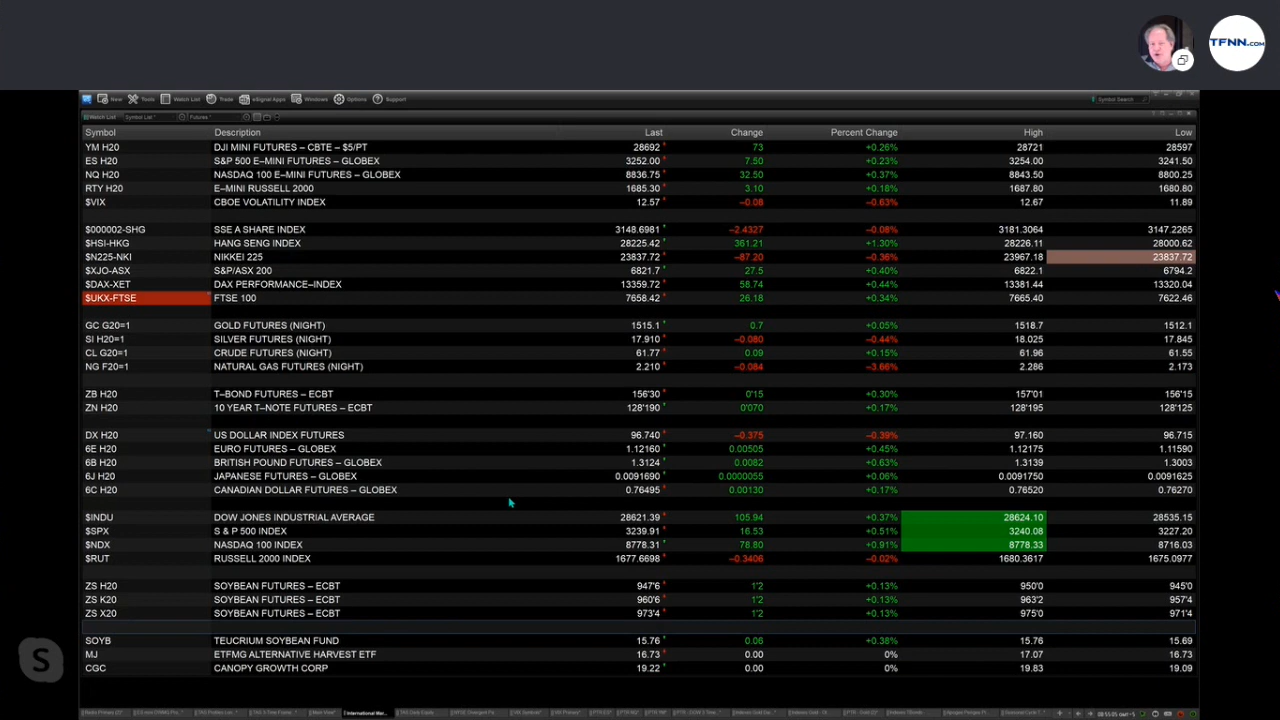 TFNN.COM
New Tools Watch List Trade eSignal Apps Windows Options Support Symbol Search
Watch List Symbol List Futures
Symbol Description Last Change Percent Change High Low
YM H20 DJI MINI FUTURES – CBTE – $5/PT 28692 73 +0.26% 28721 28597
ES H20 S&P 500 E–MINI FUTURES – GLOBEX 3252.00 7.50 +0.23% 3254.00 3241.50
NQ H20 NASDAQ 100 E–MINI FUTURES – GLOBEX 8836.75 32.50 +0.37% 8843.50 8800.25
RTY H20 E–MINI RUSSELL 2000 1685.30 3.10 +0.18% 1687.80 1680.80
$VIX CBOE VOLATILITY INDEX 12.57 –0.08 –0.63% 12.67 11.89
$000002-SHG SSE A SHARE INDEX 3148.6981 –2.4327 –0.08% 3181.3064 3147.2265
$HSI-HKG HANG SENG INDEX 28225.42 361.21 +1.30% 28226.11 28000.62
$N225-NKI NIKKEI 225 23837.72 –87.20 –0.36% 23967.18 23837.72
$XJO-ASX S&P/ASX 200 6821.7 27.5 +0.40% 6822.1 6794.2
$DAX-XET DAX PERFORMANCE–INDEX 13359.72 58.74 +0.44% 13381.44 13320.04
$UKX-FTSE FTSE 100 7658.42 26.18 +0.34% 7665.40 7622.46
GC G20=1 GOLD FUTURES (NIGHT) 1515.1 0.7 +0.05% 1518.7 1512.1
SI H20=1 SILVER FUTURES (NIGHT) 17.910 –0.080 –0.44% 18.025 17.845
CL G20=1 CRUDE FUTURES (NIGHT) 61.77 0.09 +0.15% 61.96 61.55
NG F20=1 NATURAL GAS FUTURES (NIGHT) 2.210 –0.084 –3.66% 2.286 2.173
ZB H20 T–BOND FUTURES – ECBT 156'30 0'15 +0.30% 157'01 156'15
ZN H20 10 YEAR T–NOTE FUTURES – ECBT 128'190 0'070 +0.17% 128'195 128'125
DX H20 US DOLLAR INDEX FUTURES 96.740 –0.375 –0.39% 97.160 96.715
6E H20 EURO FUTURES – GLOBEX 1.12160 0.00505 +0.45% 1.12175 1.11590
6B H20 BRITISH POUND FUTURES – GLOBEX 1.3124 0.0082 +0.63% 1.3139 1.3003
6J H20 JAPANESE FUTURES – GLOBEX 0.0091690 0.0000055 +0.06% 0.0091750 0.0091625
6C H20 CANADIAN DOLLAR FUTURES – GLOBEX 0.76495 0.00130 +0.17% 0.76520 0.76270
$INDU DOW JONES INDUSTRIAL AVERAGE 28621.39 105.94 +0.37% 28624.10 28535.15
$SPX S & P 500 INDEX 3239.91 16.53 +0.51% 3240.08 3227.20
$NDX NASDAQ 100 INDEX 8778.31 78.80 +0.91% 8778.33 8716.03
$RUT RUSSELL 2000 INDEX 1677.6698 –0.3406 –0.02% 1680.3617 1675.0977
ZS H20 SOYBEAN FUTURES – ECBT 947'6 1'2 +0.13% 950'0 945'0
ZS K20 SOYBEAN FUTURES – ECBT 960'6 1'2 +0.13% 963'2 957'4
ZS X20 SOYBEAN FUTURES – ECBT 973'4 1'2 +0.13% 975'0 971'4
SOYB TEUCRIUM SOYBEAN FUND 15.76 0.06 +0.38% 15.76 15.69
MJ ETFMG ALTERNATIVE HARVEST ETF 16.73 0.00 0% 17.07 16.73
CGC CANOPY GROWTH CORP 19.22 0.00 0% 19.83 19.09
S